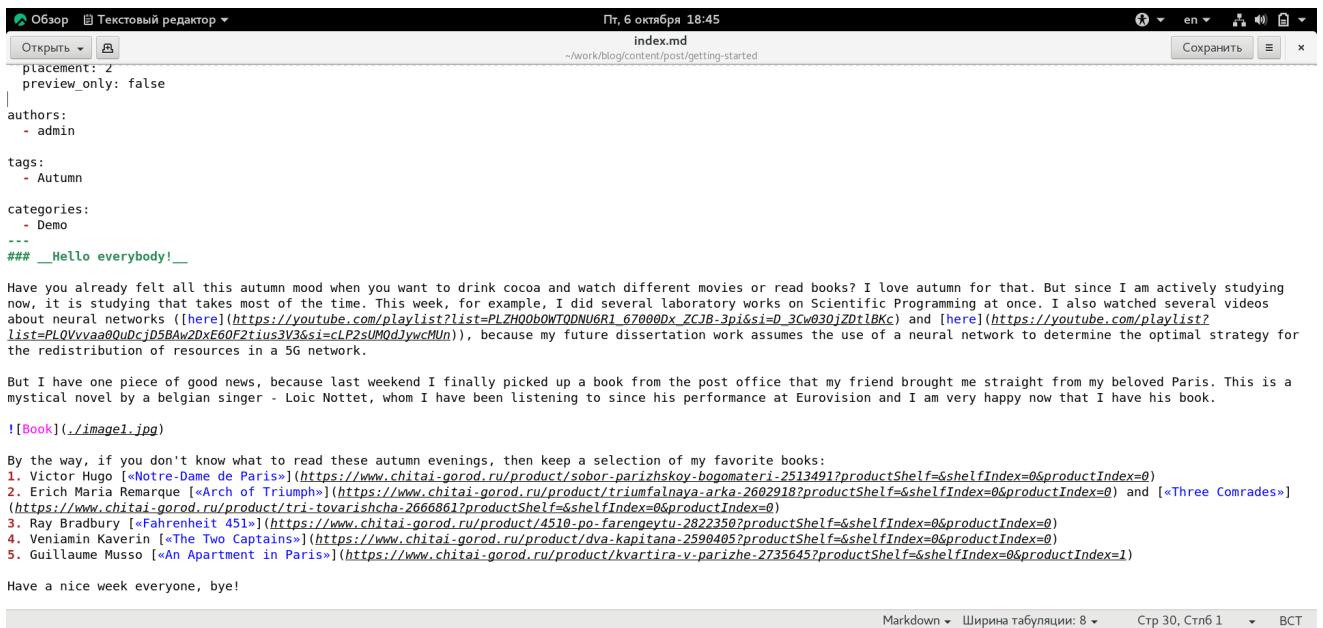 Обзор Текстовый редактор Пт, 6 октября 18:45 en
Открыть index.md Сохранить
~/work/blog/content/post/getting-started
placement: 2
preview_only: false
authors:
- admin
tags:
- Autumn
categories:
- Demo
---
### __Hello everybody!__
Have you already felt all this autumn mood when you want to drink cocoa and watch different movies or read books? I love autumn for that. But since I am actively studying
now, it is studying that takes most of the time. This week, for example, I did several laboratory works on Scientific Programming at once. I also watched several videos
about neural networks ([here](https://youtube.com/playlist?list=PLZHQObOWTQDNU6R1_67000Dx_ZCJB-3pi&si=D_3Cw03OjZDtlBKc) and [here](https://youtube.com/playlist?
list=PLQVvvaa0QuDcjD5BAw2DxE6OF2tius3V3&si=cLP2sUMQdJywcMUn)), because my future dissertation work assumes the use of a neural network to determine the optimal strategy for
the redistribution of resources in a 5G network.
But I have one piece of good news, because last weekend I finally picked up a book from the post office that my friend brought me straight from my beloved Paris. This is a
mystical novel by a belgian singer - Loic Nottet, whom I have been listening to since his performance at Eurovision and I am very happy now that I have his book.
![Book](./image1.jpg)
By the way, if you don't know what to read these autumn evenings, then keep a selection of my favorite books:
1. Victor Hugo [«Notre-Dame de Paris»](https://www.chitai-gorod.ru/product/sobor-parizhskoy-bogomateri-2513491?productShelf=&shelfIndex=0&productIndex=0)
2. Erich Maria Remarque [«Arch of Triumph»](https://www.chitai-gorod.ru/product/triumfalnaya-arka-2602918?productShelf=&shelfIndex=0&productIndex=0) and [«Three Comrades»]
(https://www.chitai-gorod.ru/product/tri-tovarishcha-2666861?productShelf=&shelfIndex=0&productIndex=0)
3. Ray Bradbury [«Fahrenheit 451»](https://www.chitai-gorod.ru/product/4510-po-farengeytu-2822350?productShelf=&shelfIndex=0&productIndex=0)
4. Veniamin Kaverin [«The Two Captains»](https://www.chitai-gorod.ru/product/dva-kapitana-2590405?productShelf=&shelfIndex=0&productIndex=0)
5. Guillaume Musso [«An Apartment in Paris»](https://www.chitai-gorod.ru/product/kvartira-v-parizhe-2735645?productShelf=&shelfIndex=0&productIndex=1)
Have a nice week everyone, bye!
Markdown Ширина табуляции: 8 Стр 30, Стлб 1 ВСТ